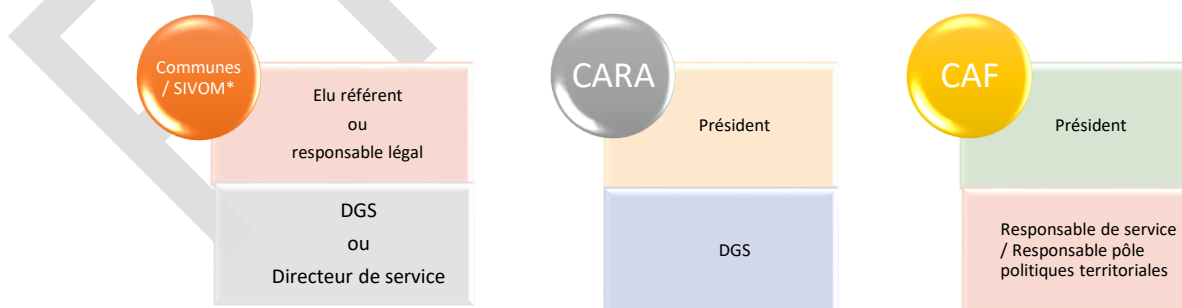 Communes
/ SIVOM*
Elu référent
ou
responsable légal
DGS
ou
Directeur de service
CARA
Président
DGS
CAF
Président
Responsable de service
/ Responsable pôle
politiques territoriales